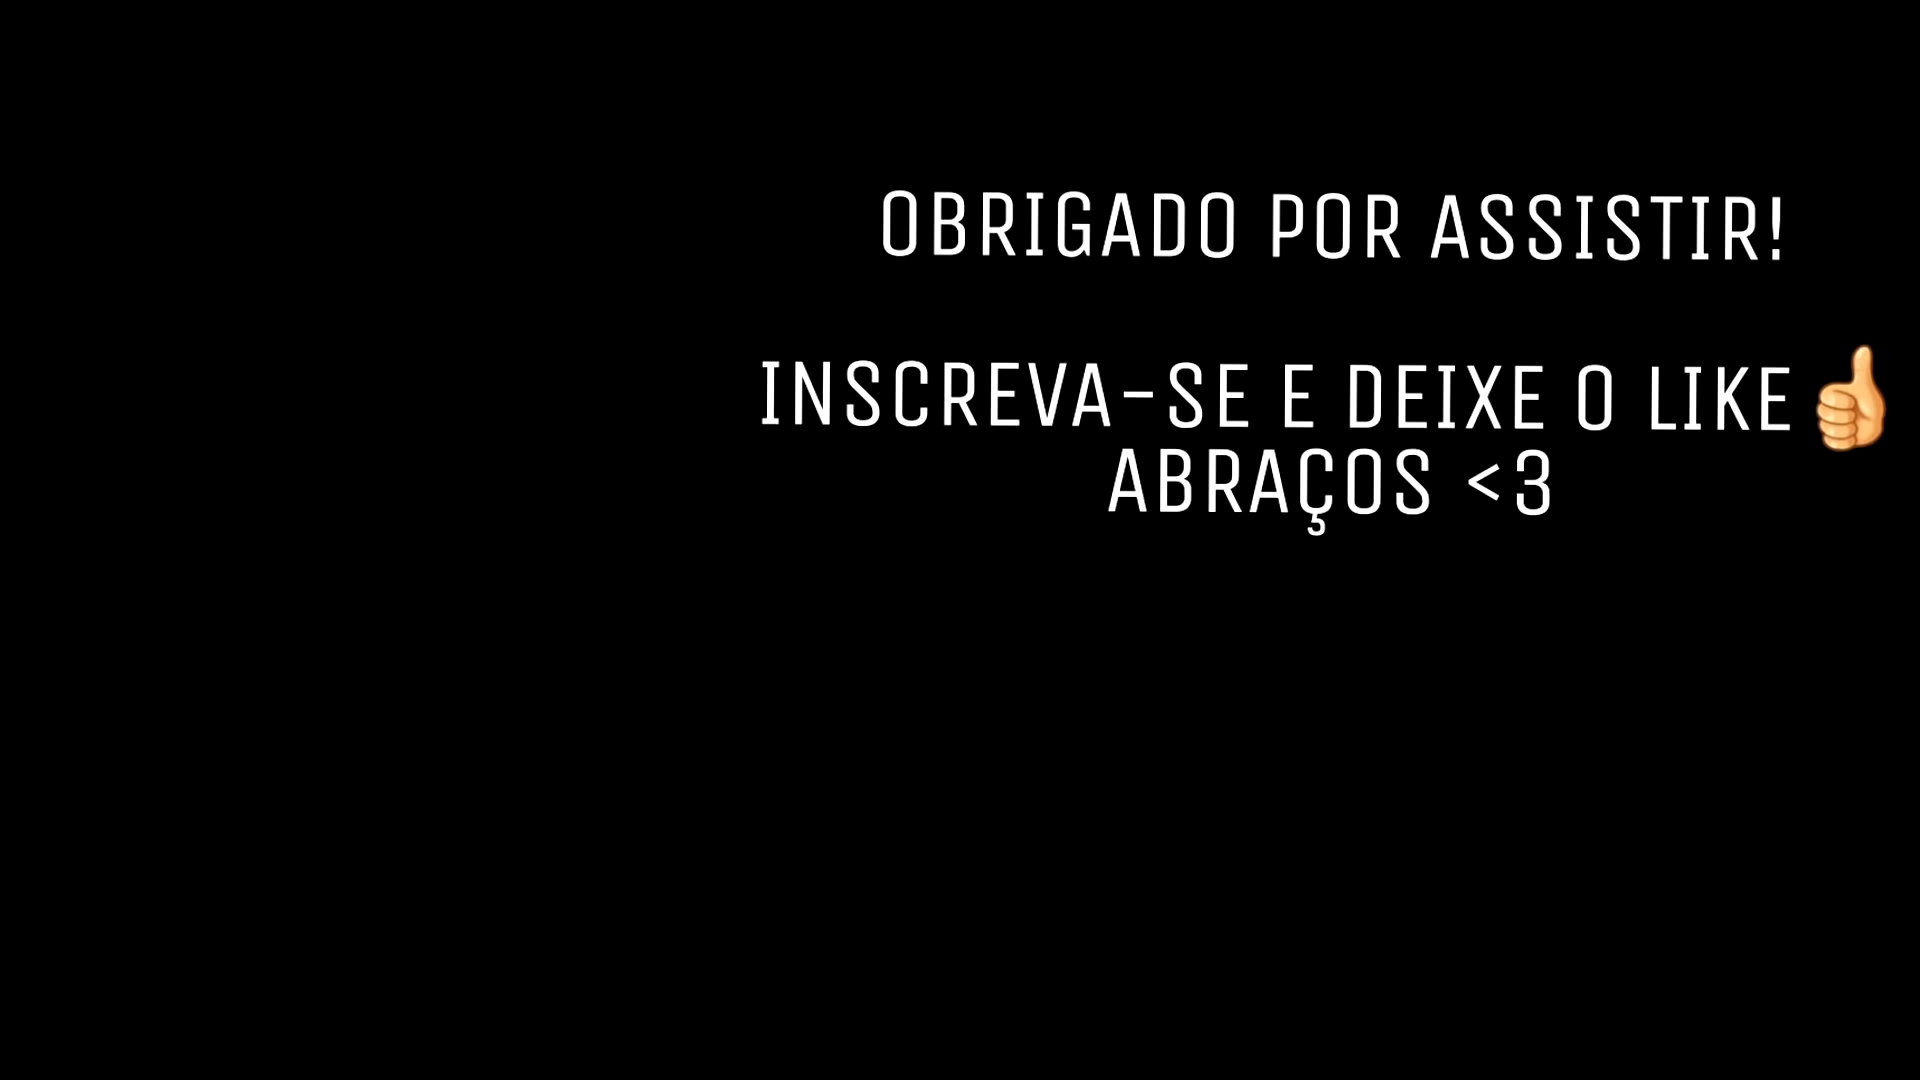 OBRIGADO POR ASSISTIR!
INSCREVA-SE E DEIXE O LIKE👍
ABRAÇOS <3